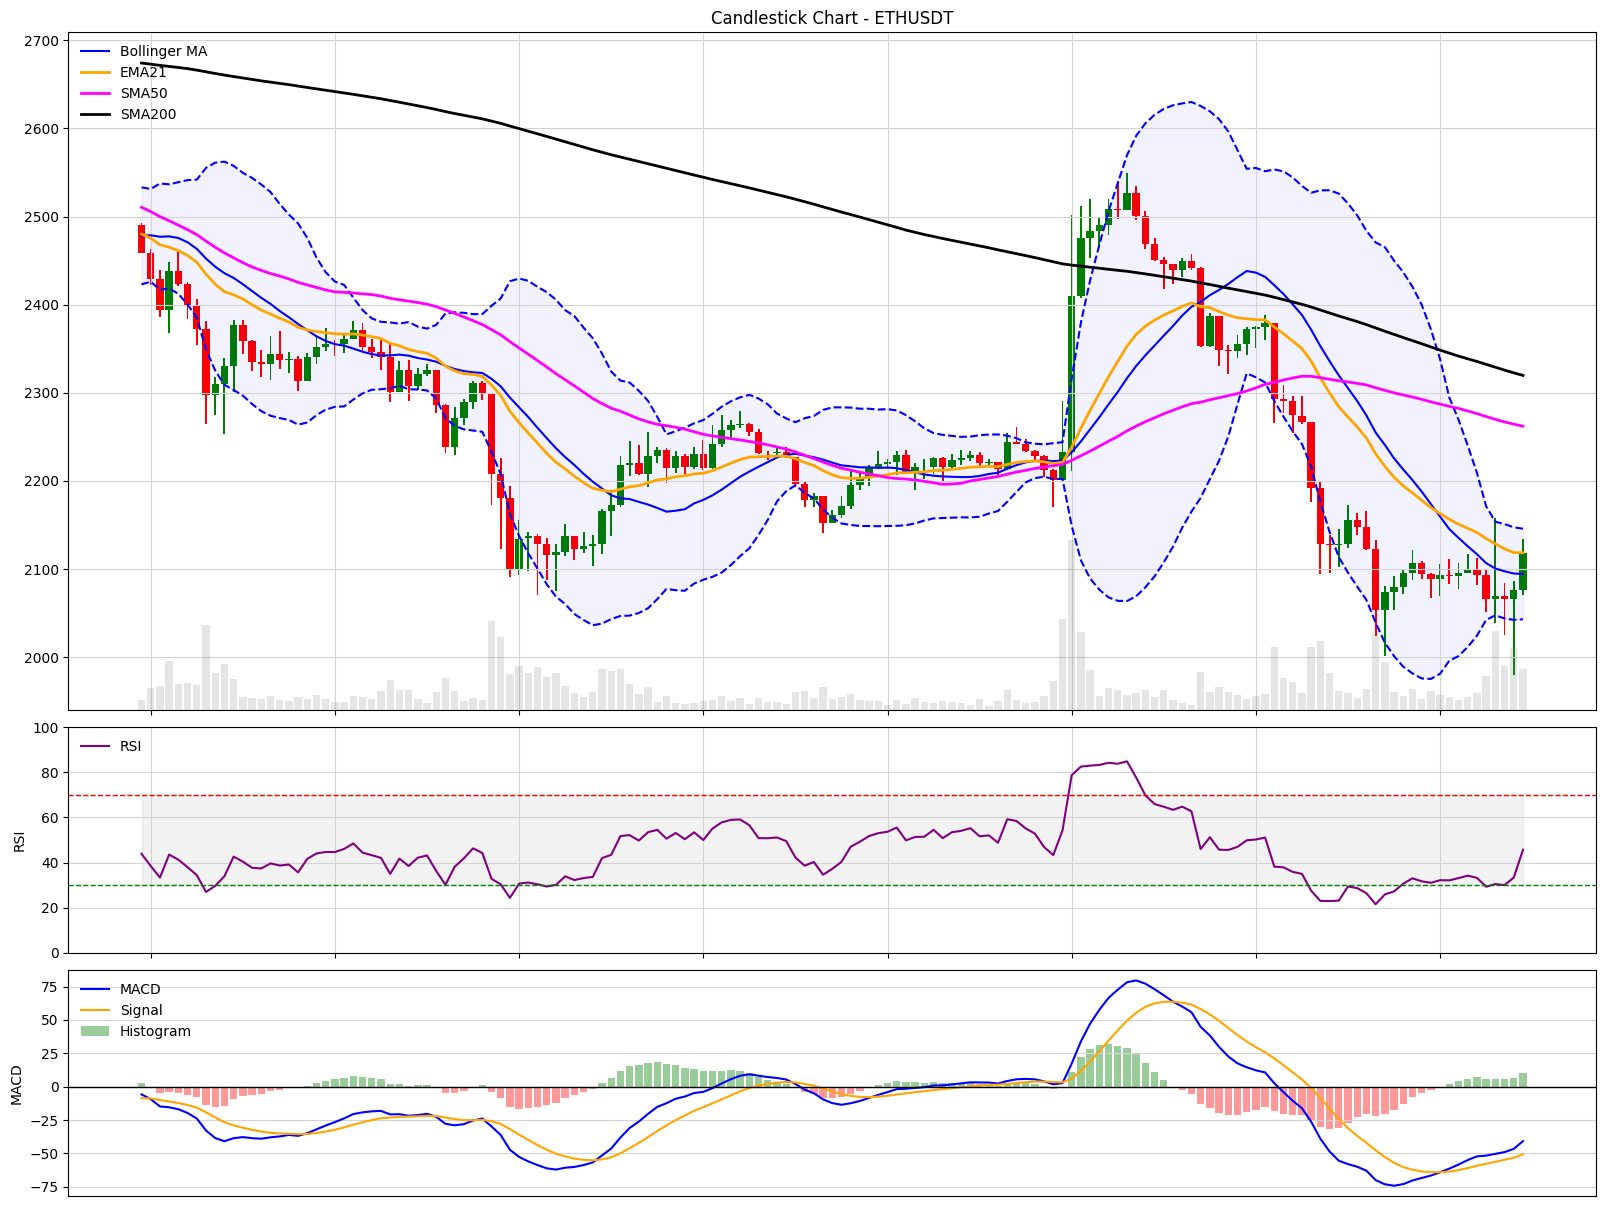 Candlestick Chart - ETHUSDT
2700
2600
2500
2400
2300
2200
2100
2000
Bollinger MA
EMA21
SMA50
SMA200
100
80
60
40
20
0
RSI
RSI
75
50
25
0
−25
−50
−75
MACD
MACD
Signal
Histogram